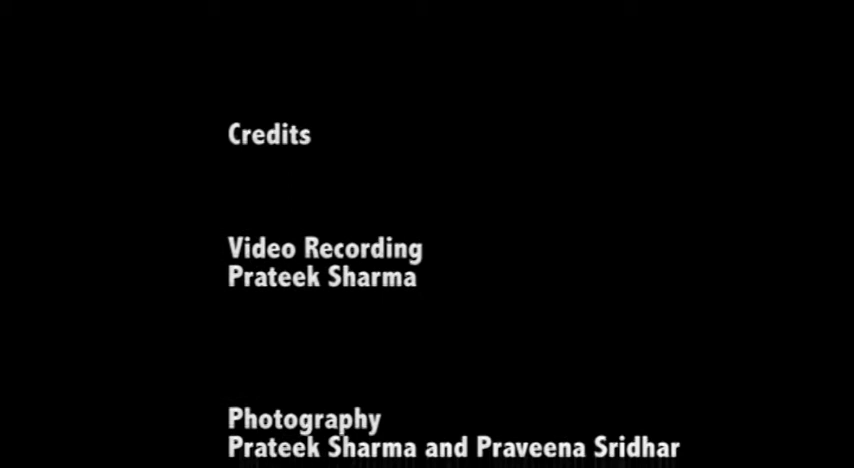 Credits
Video Recording
Prateek Sharma
Photography
Prateek Sharma and Praveena Sridhar